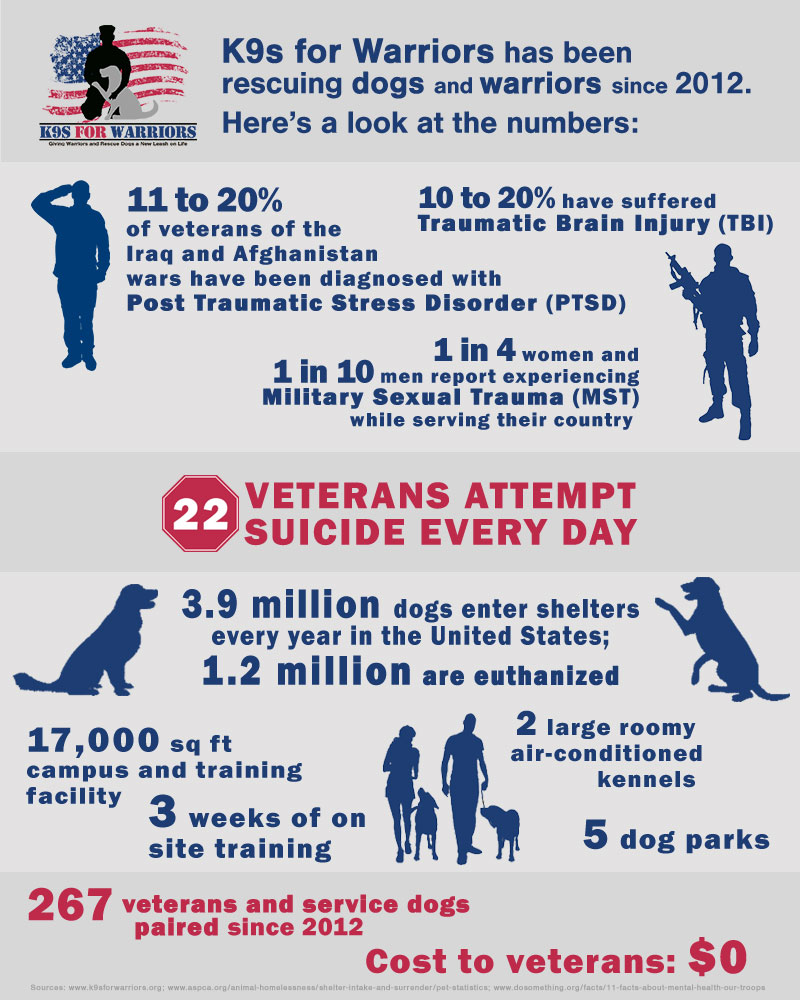 K9S FOR WARRIORS
Giving Warriors and Rescue Dogs a New Leash on Life
K9s for Warriors has been
rescuing dogs and warriors since 2012.
Here's a look at the numbers:
11 to 20%
of veterans of the
Iraq and Afghanistan
wars have been diagnosed with
Post Traumatic Stress Disorder (PTSD)
10 to 20% have suffered
Traumatic Brain Injury (TBI)
1 in 4 women and
1 in 10 men report experiencing
Military Sexual Trauma (MST)
while serving their country
22 VETERANS ATTEMPT
SUICIDE EVERY DAY
3.9 million dogs enter shelters
every year in the United States;
1.2 million are euthanized
17,000 sq ft
campus and training
facility
3 weeks of on
site training
2 large roomy
air-conditioned
kennels
5 dog parks
267 veterans and service dogs
paired since 2012
Cost to veterans: $0
Sources: www.k9sforwarriors.org; www.aspca.org/animal-homelessness/shelter-intake-and-surrender/pet-statistics; www.dosomething.org/facts/11-facts-about-mental-health-our-troops